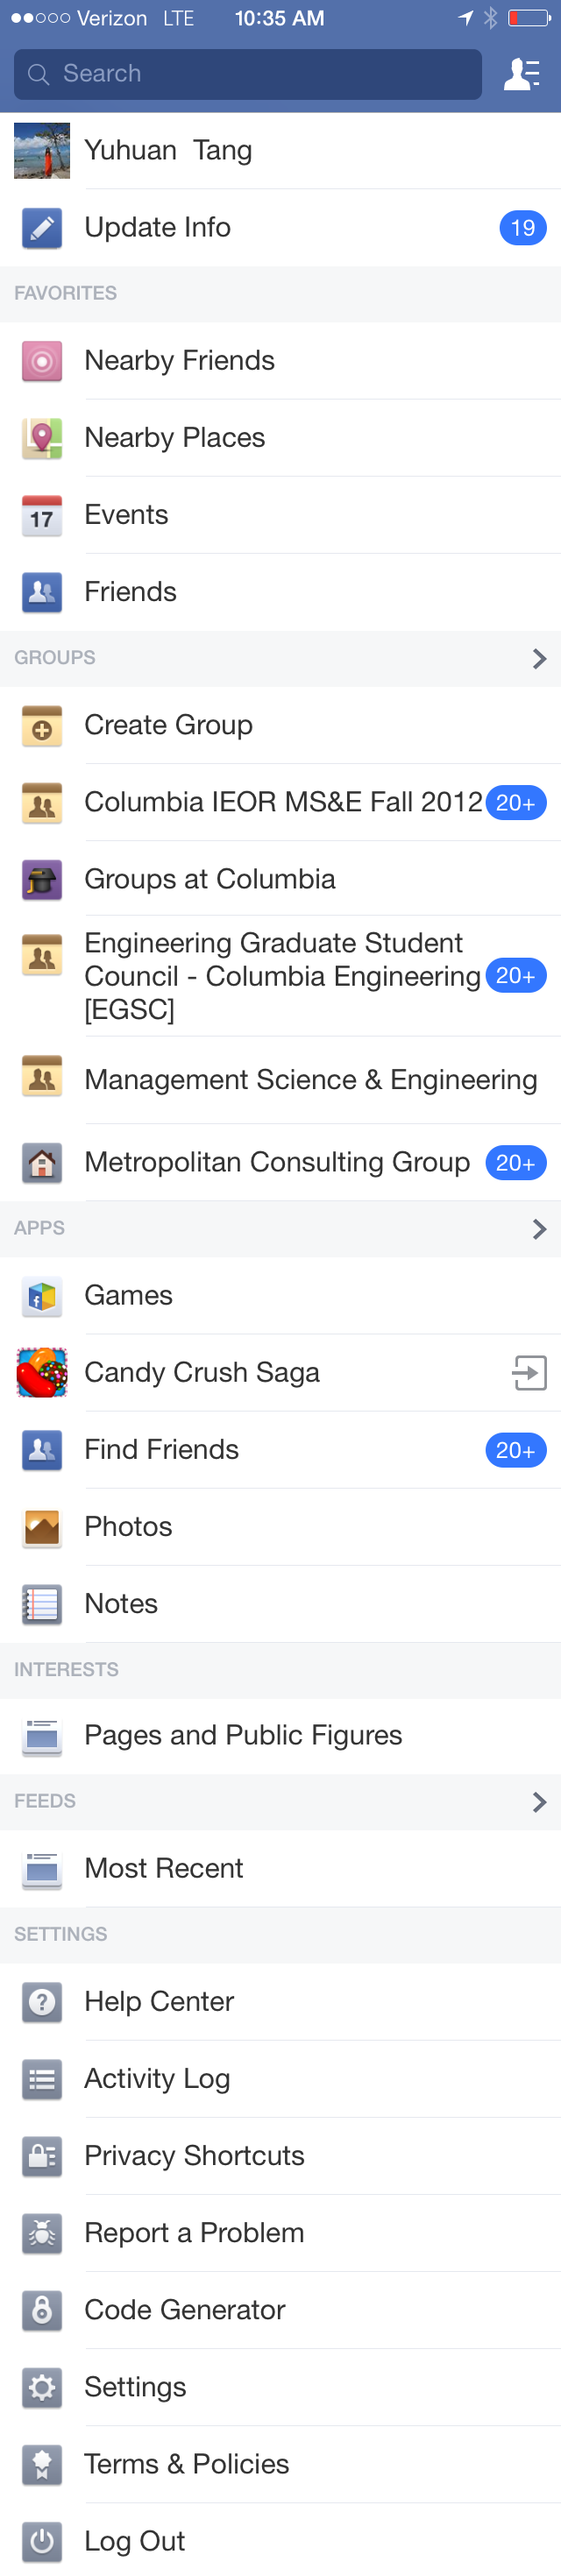 Verizon LTE 10:35 AM
Search
Yuhuan Tang
Update Info 19
FAVORITES
Nearby Friends
Nearby Places
17 Events
Friends
GROUPS
Create Group
Columbia IEOR MS&E Fall 2012 20+
Groups at Columbia
Engineering Graduate Student
Council - Columbia Engineering 20+
[EGSC]
Management Science & Engineering
Metropolitan Consulting Group 20+
APPS
Games
Candy Crush Saga
Find Friends 20+
Photos
Notes
INTERESTS
Pages and Public Figures
FEEDS
Most Recent
SETTINGS
Help Center
Activity Log
Privacy Shortcuts
Report a Problem
Code Generator
Settings
Terms & Policies
Log Out